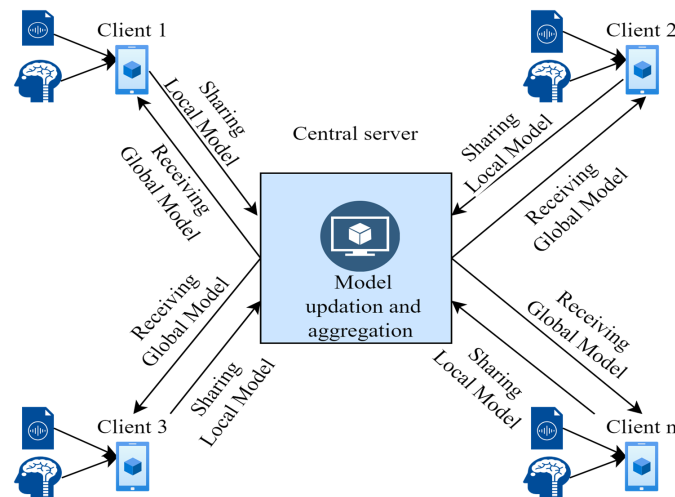 Client 1
Client 2
Sharing
Local Model
Receiving
Global Model
Central server
Sharing
Local Model
Receiving
Global Model
Model
updation and
aggregation
Receiving
Global Model
Sharing
Local Model
Receiving
Global Model
Sharing
Local Model
Client 3
Client n